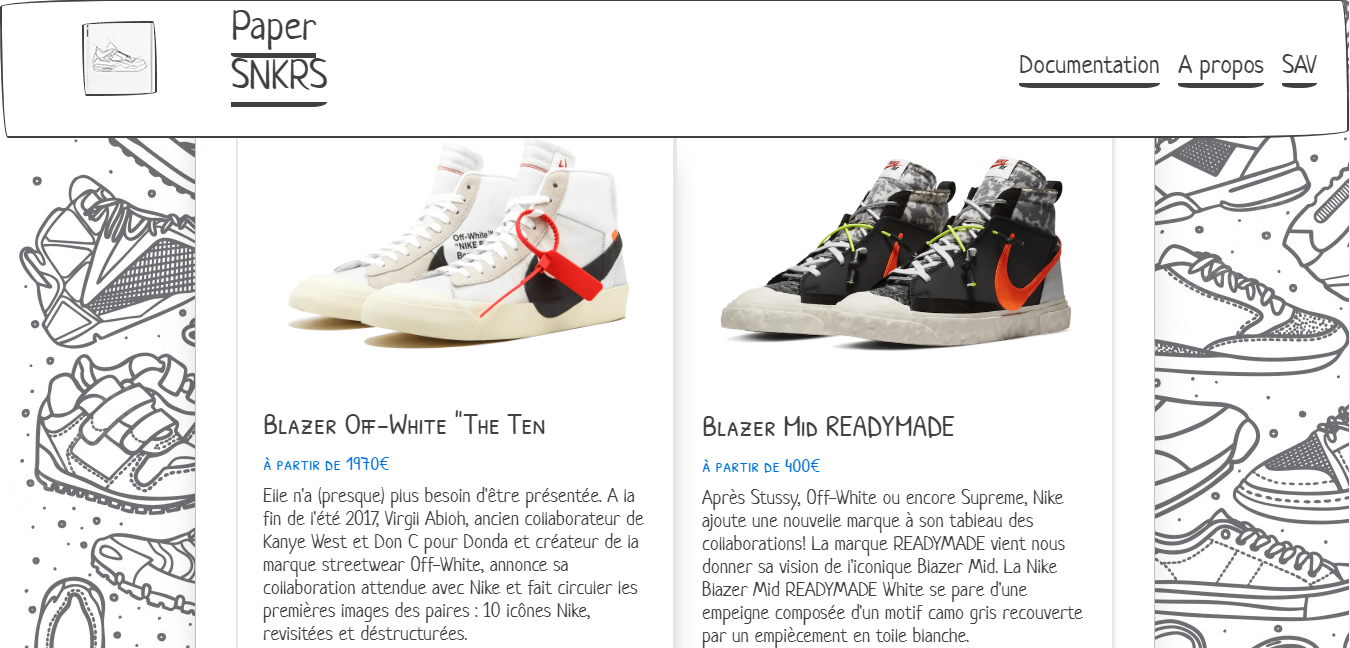 Paper
SNKRS
Documentation A propos SAV
Off-White™
"NIKE B
Blazer Off-White "The Ten
Blazer Mid READYMADE
à partir de 1970€
à partir de 400€
Elle n'a (presque) plus besoin d'être présentée. A la
fin de l'été 2017, Virgil Abloh, ancien collaborateur de
Kanye West et Don C pour Donda et créateur de la
marque streetwear Off-White, annonce sa
collaboration attendue avec Nike et fait circuler les
premières images des paires : 10 icônes Nike,
revisitées et déstructurées.
Après Stussy, Off-White ou encore Supreme, Nike
ajoute une nouvelle marque à son tableau des
collaborations! La marque READYMADE vient nous
donner sa vision de l'iconique Blazer Mid. La Nike
Blazer Mid READYMADE White se pare d'une
empeigne composée d'un motif camo gris recouverte
par un empiècement en toile blanche.